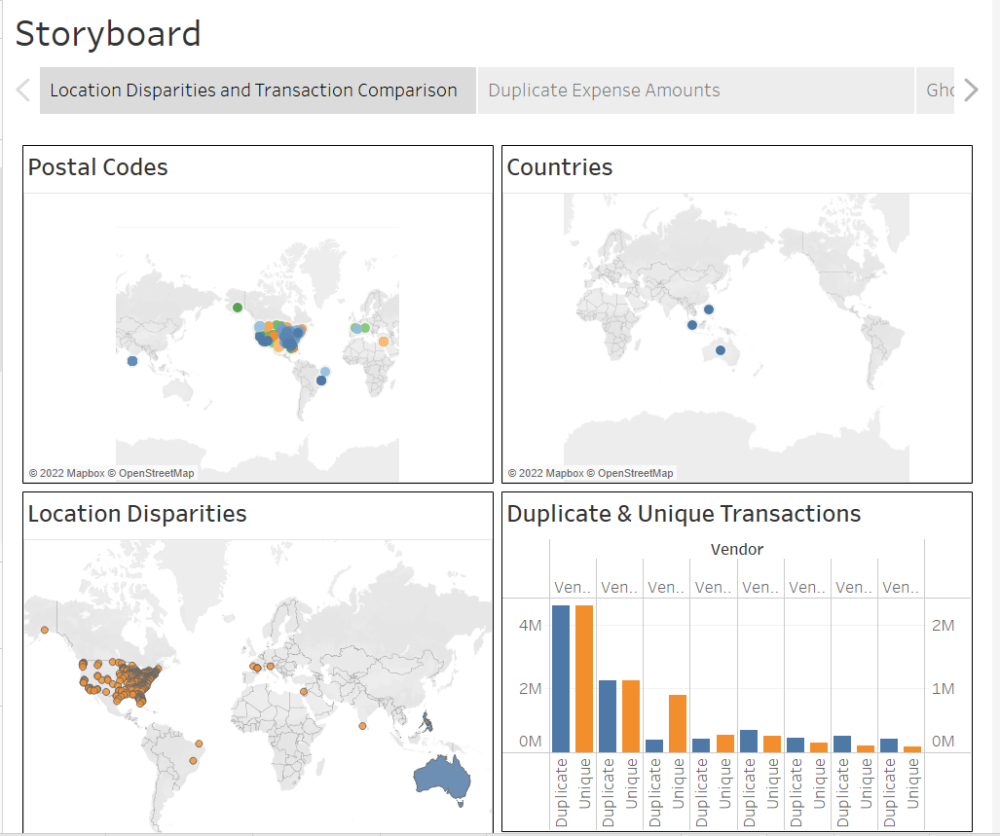 Storyboard
Location Disparities and Transaction Comparison
Duplicate Expense Amounts
Gho
Postal Codes
© 2022 Mapbox © OpenStreetMap
Countries
© 2022 Mapbox © OpenStreetMap
Location Disparities
Duplicate & Unique Transactions
Vendor
Ven.. Ven.. Ven.. Ven.. Ven.. Ven.. Ven.. Ven..
4M 2M
2M 1M
0M 0M
Duplicate Unique Duplicate Unique Duplicate Unique Duplicate Unique Duplicate Unique Duplicate Unique Duplicate Unique Duplicate Unique